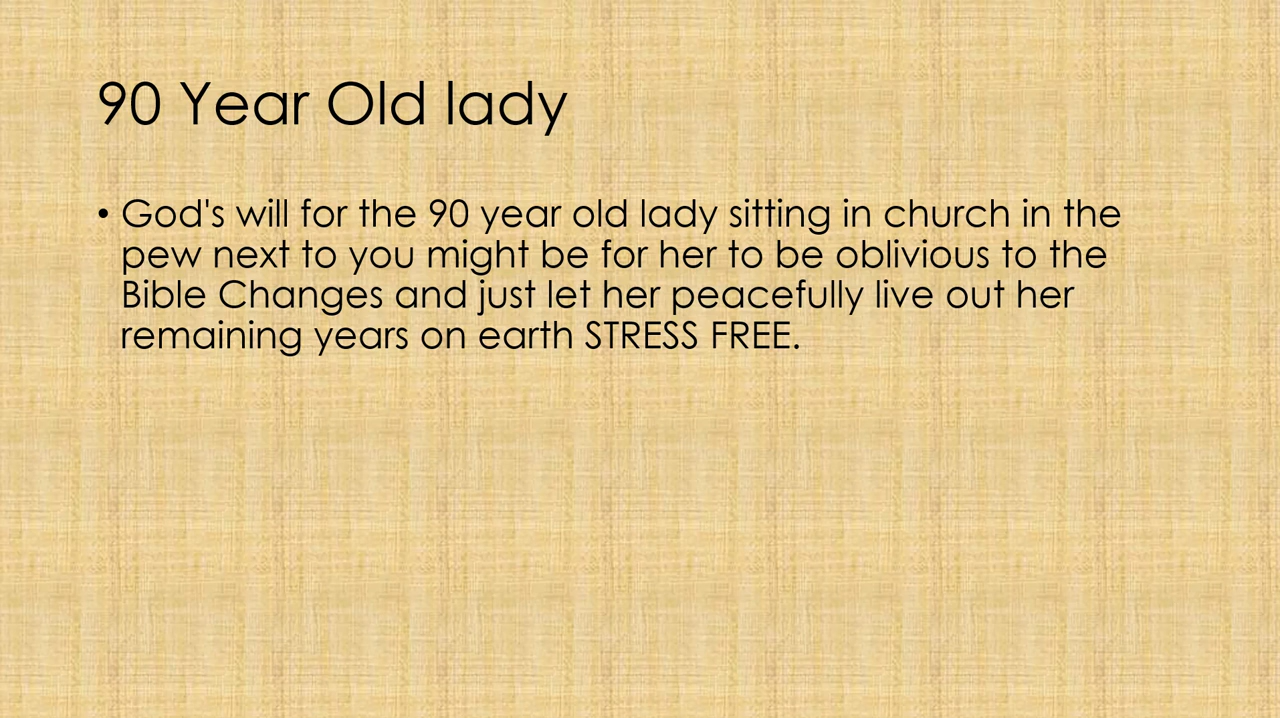 90 Year Old lady
• God's will for the 90 year old lady sitting in church in the
pew next to you might be for her to be oblivious to the
Bible Changes and just let her peacefully live out her
remaining years on earth STRESS FREE.